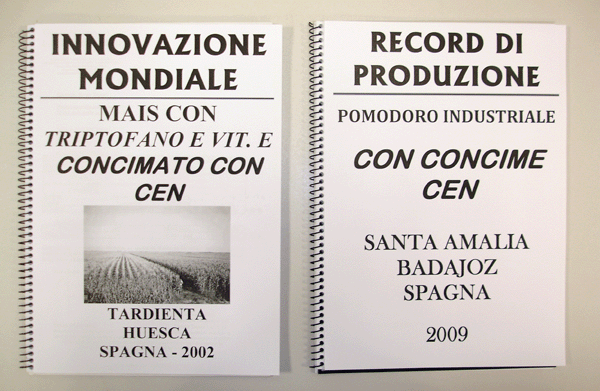 INNOVAZIONE
MONDIALE
MAIS CON
TRIPTOFANO E VIT. E
CONCIMATO CON
CEN
TARDIENTA
HUESCA
SPAGNA - 2002
RECORD DI
PRODUZIONE
POMODORO INDUSTRIALE
CON CONCIME
CEN
SANTA AMALIA
BADAJOZ
SPAGNA
2009